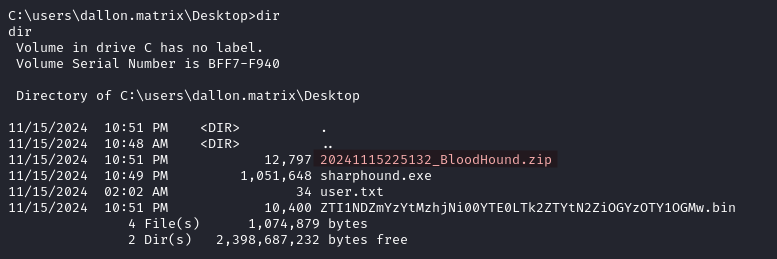 C:\users\dallon.matrix\Desktop>dir
dir
 Volume in drive C has no label.
 Volume Serial Number is BFF7-F940

 Directory of C:\users\dallon.matrix\Desktop

11/15/2024  10:51 PM    <DIR>          .
11/15/2024  10:48 AM    <DIR>          ..
11/15/2024  10:51 PM            12,797 20241115225132_BloodHound.zip
11/15/2024  10:49 PM         1,051,648 sharphound.exe
11/15/2024  02:02 AM                34 user.txt
11/15/2024  10:51 PM            10,400 ZTI1NDZmYzYtMzhjNi00YTE0LTk2ZTYtN2ZiOGYzOTY1OGMw.bin
               4 File(s)      1,074,879 bytes
               2 Dir(s)   2,398,687,232 bytes free